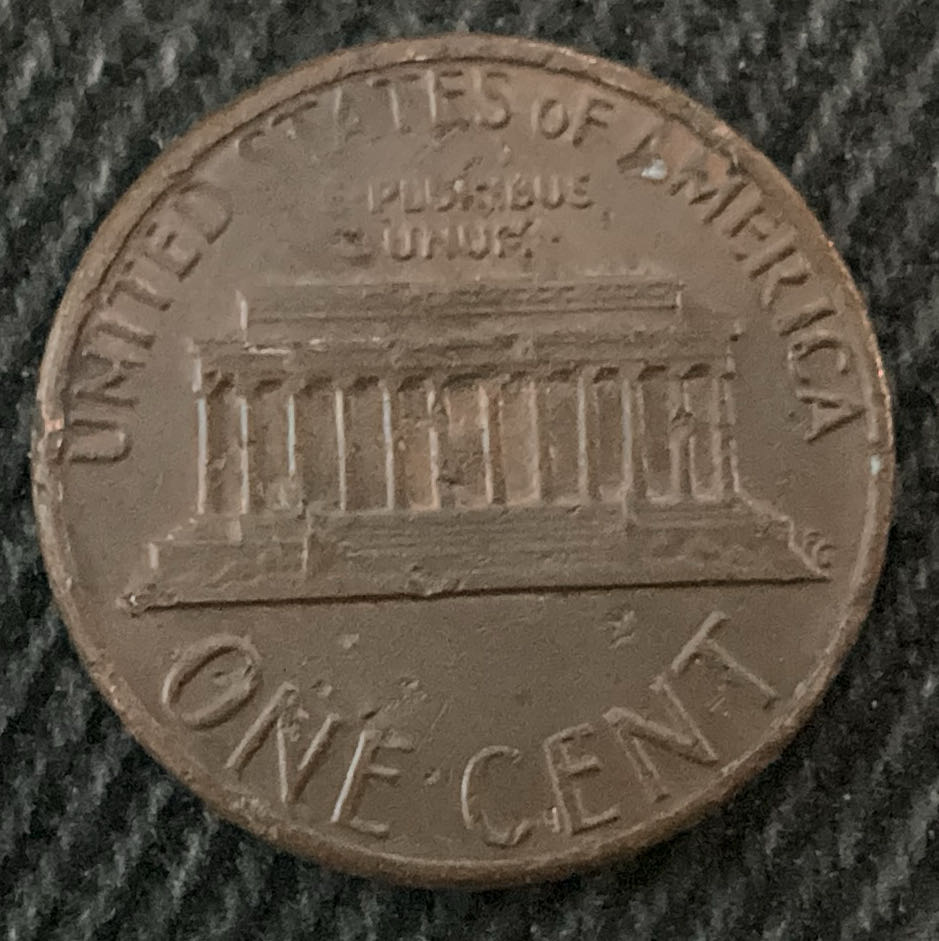 UNITED STATES OF AMERICA
PLURIBUS
UNUM
ONE CENT